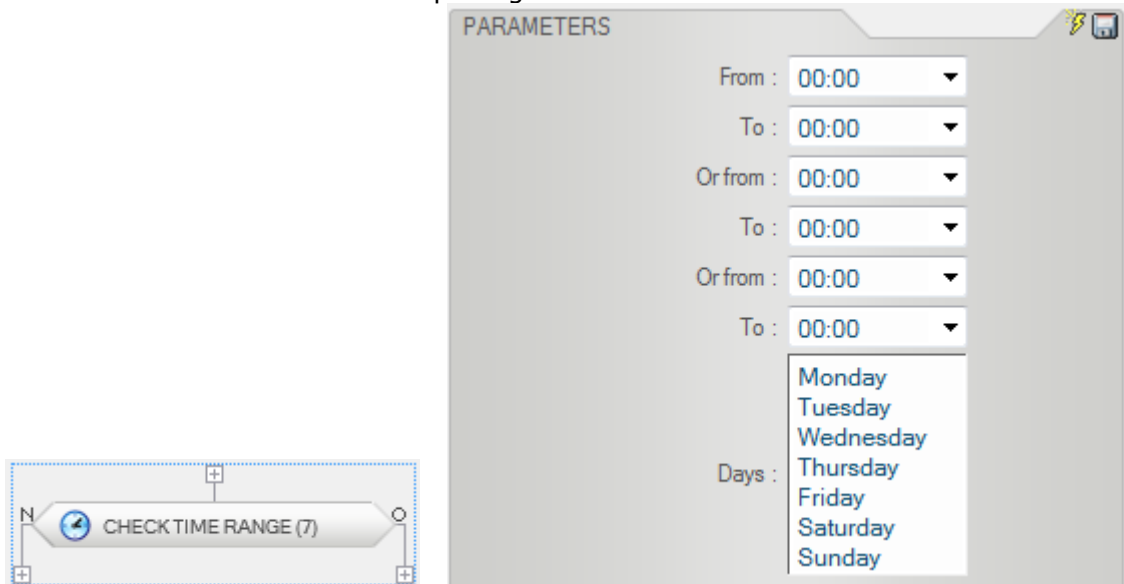 PARAMETERS
From : 00:00
To : 00:00
Or from : 00:00
To : 00:00
Or from : 00:00
To : 00:00
Days :
Monday
Tuesday
Wednesday
Thursday
Friday
Saturday
Sunday
N
CHECK TIME RANGE (7)
O